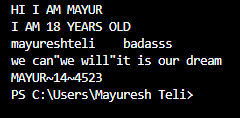 HI I AM MAYUR
I AM 18 YEARS OLD
mayureshteli    badasss
we can"we will"it is our dream
MAYUR~14~4523
PS C:\Users\Mayuresh Teli>